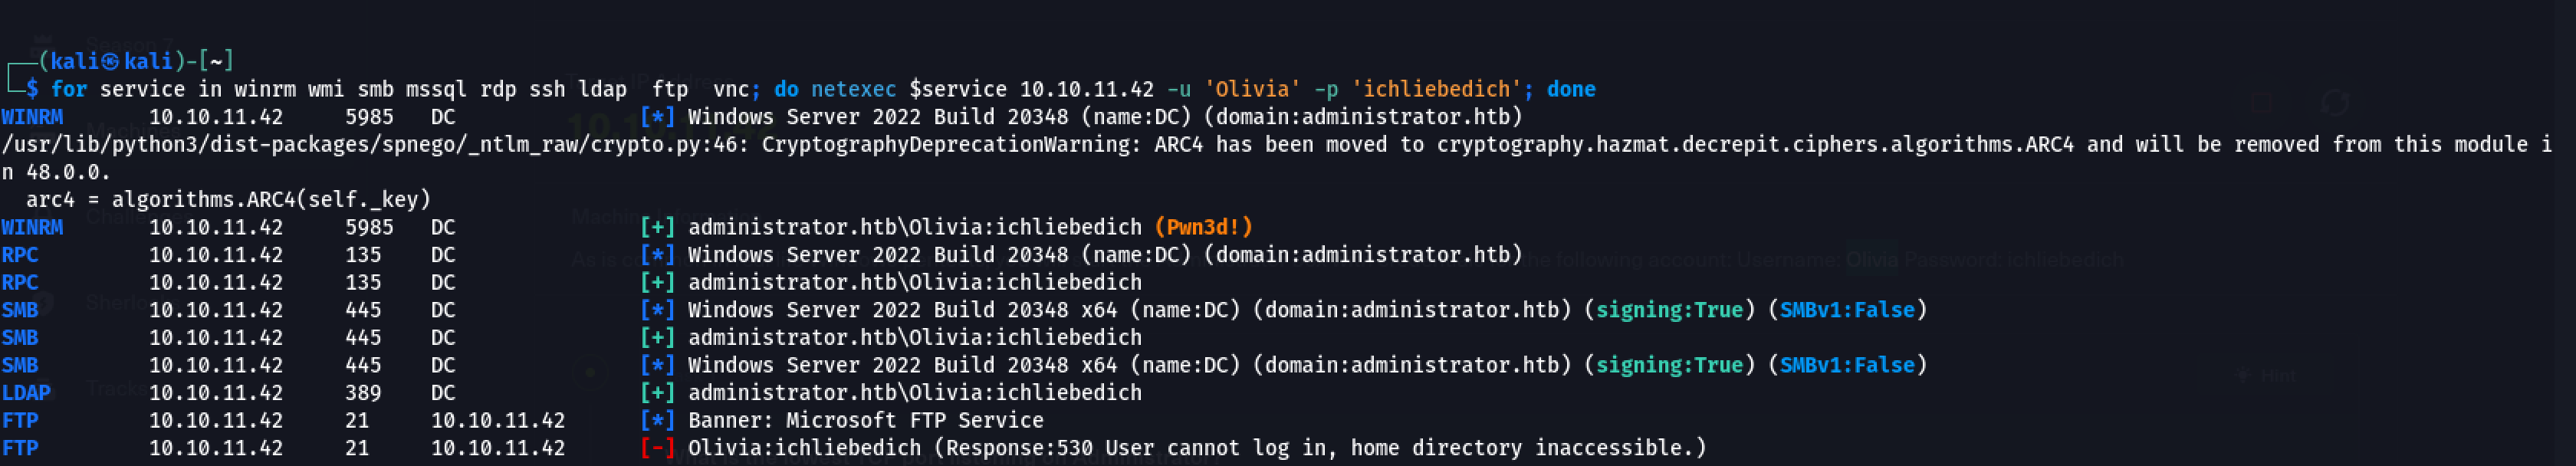 (kali㉿kali)-[~]
$ for service in winrm wmi smb mssql rdp ssh ldap  ftp  vnc; do netexec $service 10.10.11.42 -u 'Olivia' -p 'ichliebedich'; done
WINRM 10.10.11.42 5985 DC [*] Windows Server 2022 Build 20348 (name:DC) (domain:administrator.htb)
/usr/lib/python3/dist-packages/spnego/_ntlm_raw/crypto.py:46: CryptographyDeprecationWarning: ARC4 has been moved to cryptography.hazmat.decrepit.ciphers.algorithms.ARC4 and will be removed from this module i
n 48.0.0.
arc4 = algorithms.ARC4(self._key)
WINRM 10.10.11.42 5985 DC [+] administrator.htb\Olivia:ichliebedich (Pwn3d!)
RPC 10.10.11.42 135 DC [*] Windows Server 2022 Build 20348 (name:DC) (domain:administrator.htb)
RPC 10.10.11.42 135 DC [+] administrator.htb\Olivia:ichliebedich
SMB 10.10.11.42 445 DC [*] Windows Server 2022 Build 20348 x64 (name:DC) (domain:administrator.htb) (signing:True) (SMBv1:False)
SMB 10.10.11.42 445 DC [+] administrator.htb\Olivia:ichliebedich
SMB 10.10.11.42 445 DC [*] Windows Server 2022 Build 20348 x64 (name:DC) (domain:administrator.htb) (signing:True) (SMBv1:False)
LDAP 10.10.11.42 389 DC [+] administrator.htb\Olivia:ichliebedich
FTP 10.10.11.42 21 10.10.11.42 [*] Banner: Microsoft FTP Service
FTP 10.10.11.42 21 10.10.11.42 [-] Olivia:ichliebedich (Response:530 User cannot log in, home directory inaccessible.)